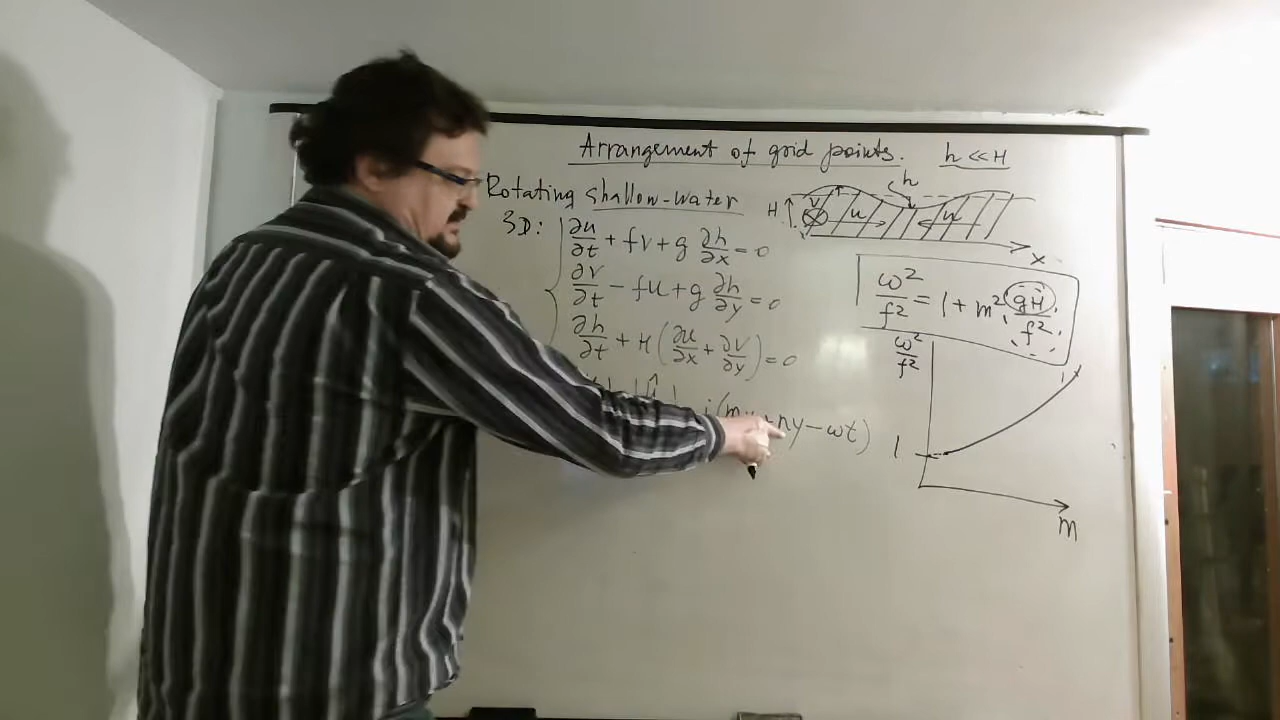 Arrangement of grid points. h << H
Rotating shallow-water
3D:
∂u/∂t + fv + g ∂h/∂x = 0
∂v/∂t - fu + g ∂h/∂y = 0
∂h/∂t + H (∂u/∂x + ∂v/∂y) = 0
i(m + ny - ωt)
h
H
v
u
u
x
ω²/f² = 1 + m² gH/f²
ω²/f²
1
m